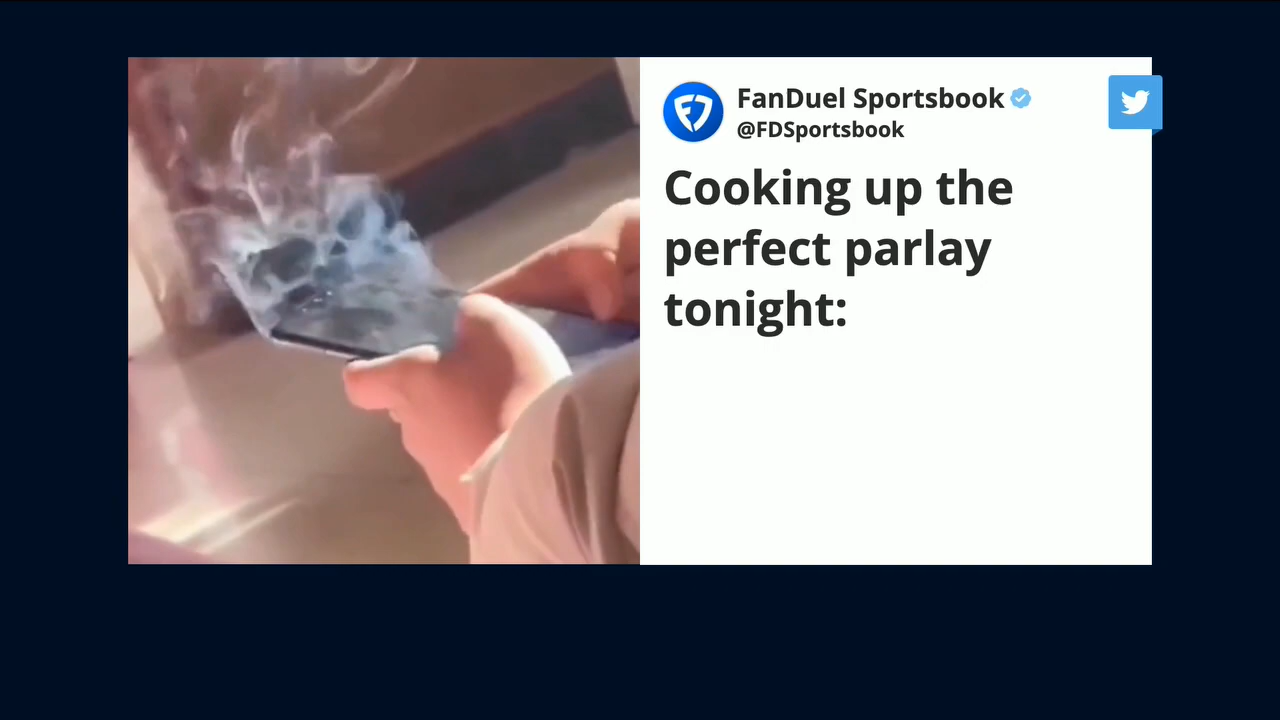 FanDuel Sportsbook
@FDSportsbook
Cooking up the
perfect parlay
tonight: